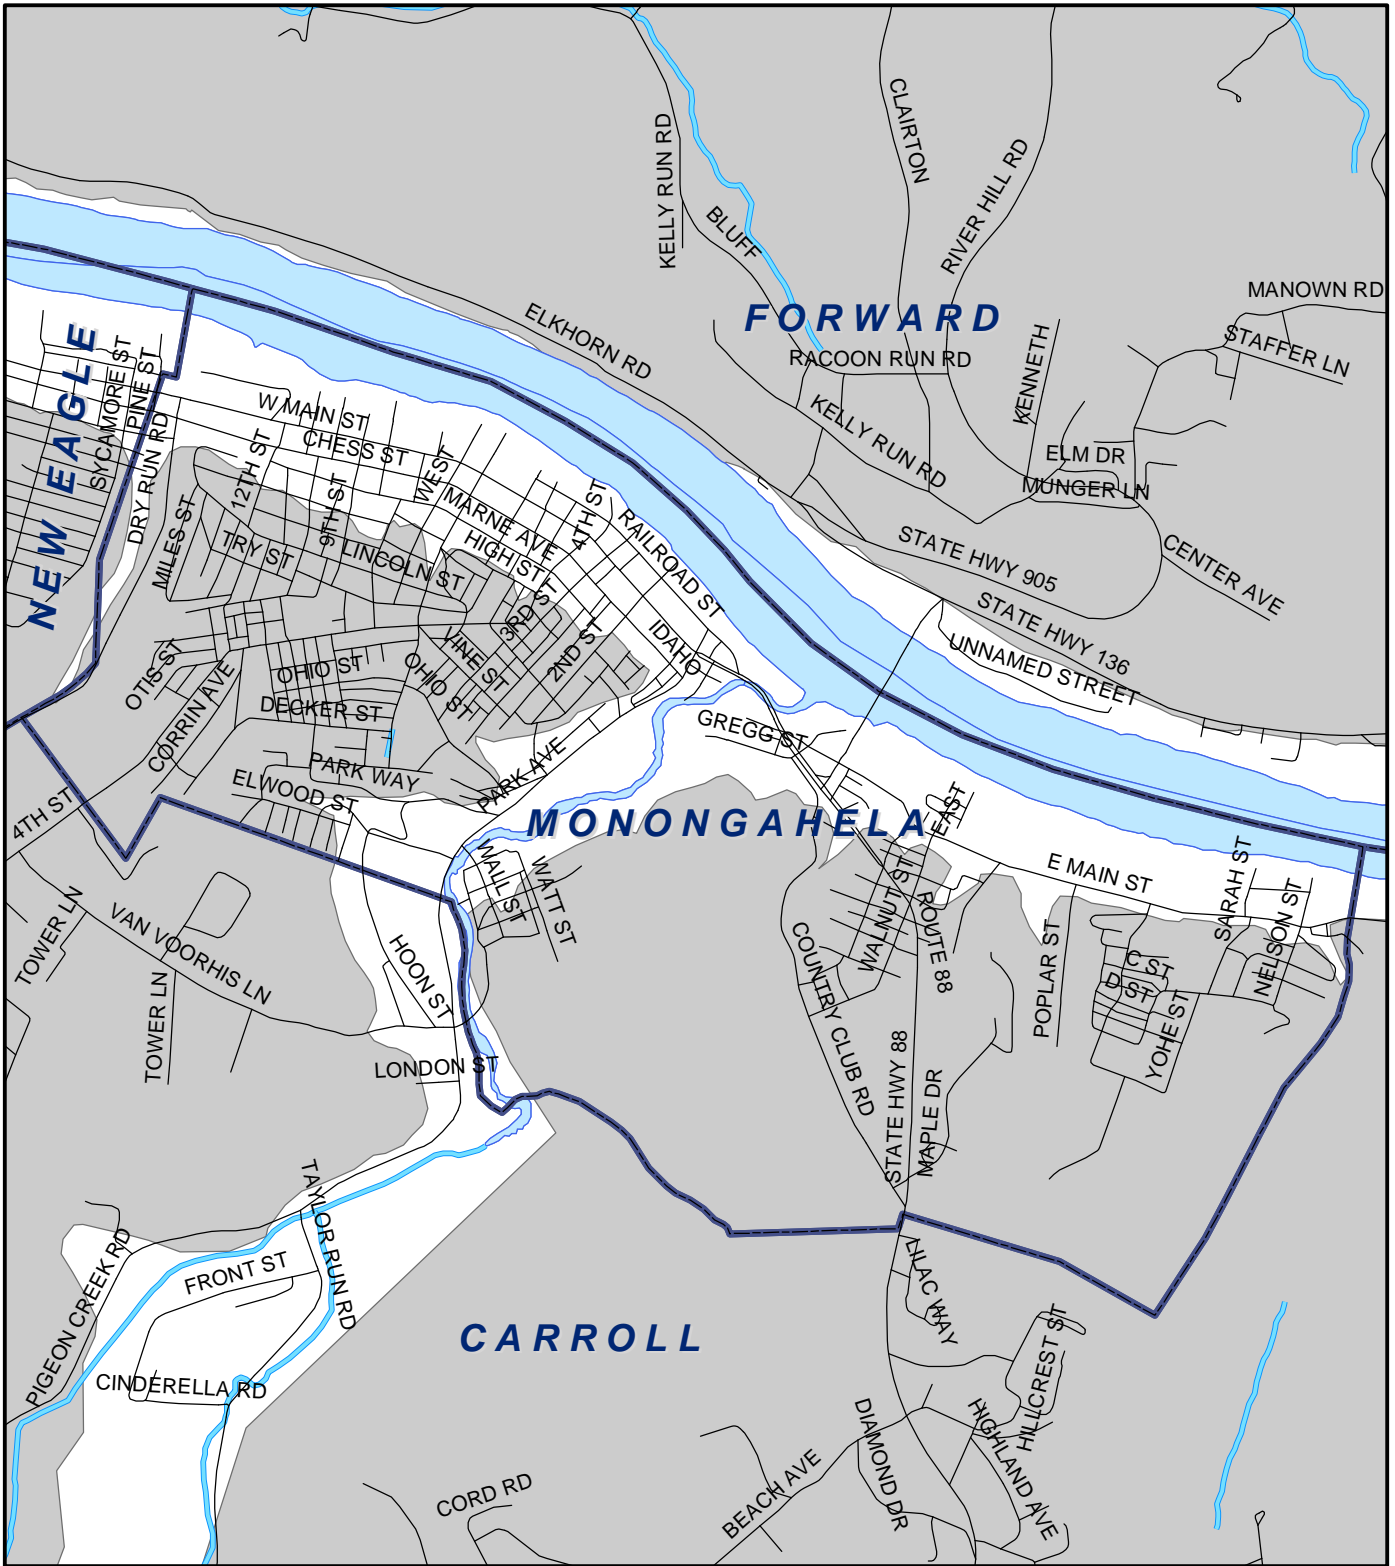 CLAIRTON
KELLY RUN RD
RIVER HILL RD
BLUFF
MANOWN RD
FORWARD
ELKHORN RD
STAFFER LN
RACOON RUN RD
KENNETH
NEW EAGLE
SYCAMORE ST
PINE ST
DRY RUN RD
W MAIN ST
CHESS ST
KELLY RUN RD
ELM DR
MUNGER LN
12TH ST
9TH ST
WEST
MARNE AVE
4TH ST
RAILROAD ST
MILES ST
TRY ST
LINCOLN ST
HIGH ST
STATE HWY 905
CENTER AVE
STATE HWY 136
3RD ST
2ND ST
IDAHO
UNNAMED STREET
VINE ST
OTIS ST
OHIO ST
OHIO ST
CORRIN AVE
DECKER ST
GREGG ST
PARK WAY
PARK AVE
ELWOOD ST
4TH ST
MONONGAHELA
EAST
E MAIN ST
WALL ST
WATT ST
WALNUT ST
ROUTE 88
SARAH ST
NELSON ST
TOWER LN
VAN VOORHIS LN
HOON ST
COUNTRY CLUB RD
POPLAR ST
C ST
D ST
YOHE ST
TOWER LN
LONDON ST
STATE HWY 88
MAPLE DR
TAYLOR RUN RD
PIGEON CREEK RD
FRONT ST
LILAC WAY
CARROLL
CINDERELLA RD
HILLCREST ST
DIAMOND DR
HIGHLAND AVE
BEACH AVE
CORD RD